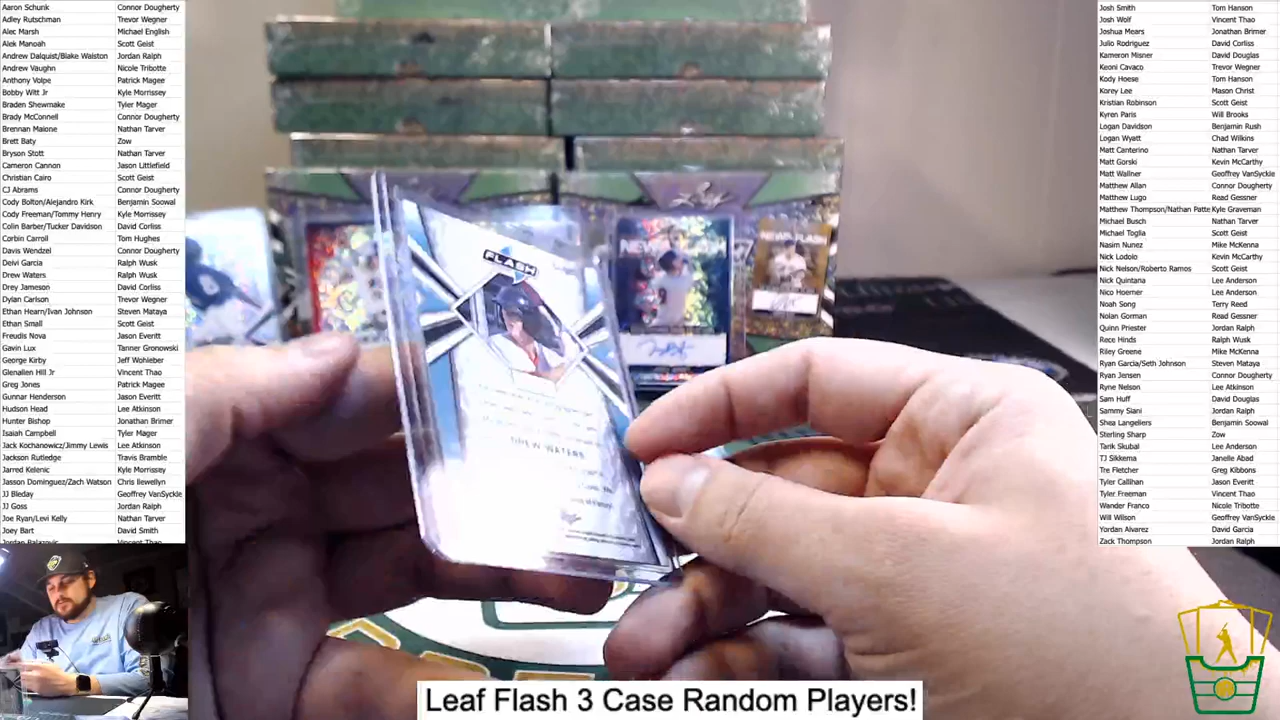 Aaron Schunk Connor Dougherty
Adley Rutschman Trevor Wegner
Alec Marsh Michael English
Alek Manoah Scott Geist
Andrew Dalquist/Blake Walston Jordan Ralph
Andrew Vaughn Nicole Tribotte
Anthony Volpe Patrick Magee
Bobby Witt Jr Kyle Morrissey
Braden Shewmake Tyler Mager
Brady McConnell Connor Dougherty
Brennan Malone Nathan Tarver
Brett Baty Zow
Bryson Stott Nathan Tarver
Cameron Cannon Jason Littlefield
Christian Cairo Scott Geist
CJ Abrams Connor Dougherty
Cody Bolton/Alejandro Kirk Benjamin Soowal
Cody Freeman/Tommy Henry Kyle Morrissey
Colin Barber/Tucker Davidson David Corliss
Corbin Carroll Tom Hughes
Davis Wendzel Connor Dougherty
Deivi Garcia Ralph Wusk
Drew Waters Ralph Wusk
Drey Jameson David Corliss
Dylan Carlson Trevor Wegner
Ethan Hearn/Ivan Johnson Steven Mataya
Ethan Small Scott Geist
Freudis Nova Jason Everitt
Gavin Lux Tanner Gronowski
George Kirby Jeff Wohleber
Glenallen Hill Jr Vincent Thao
Greg Jones Patrick Magee
Gunnar Henderson Jason Everitt
Hudson Head Lee Atkinson
Hunter Bishop Jonathan Brimer
Isaiah Campbell Tyler Mager
Jack Kochanowicz/Jimmy Lewis Lee Atkinson
Jackson Rutledge Travis Bramble
Jarred Kelenic Kyle Morrissey
Jasson Dominguez/Zach Watson Chris llewellyn
JJ Bleday Geoffrey VanSyckle
JJ Goss Jordan Ralph
Joe Ryan/Levi Kelly Nathan Tarver
Joey Bart David Smith
Jordan Balazovic Vincent Thao
Josh Smith Tom Hanson
Josh Wolf Vincent Thao
Joshua Mears Jonathan Brimer
Julio Rodriguez David Corliss
Kameron Misner David Douglas
Keoni Cavaco Trevor Wegner
Kody Hoese Tom Hanson
Korey Lee Mason Christ
Kristian Robinson Scott Geist
Kyren Paris Will Brooks
Logan Davidson Benjamin Rush
Logan Wyatt Chad Wilkins
Matt Canterino Nathan Tarver
Matt Gorski Kevin McCarthy
Matt Wallner Geoffrey VanSyckle
Matthew Allan Connor Dougherty
Matthew Lugo Read Gessner
Matthew Thompson/Nathan Patte Kyle Graveman
Michael Busch Nathan Tarver
Michael Toglia Scott Geist
Nasim Nunez Mike McKenna
Nick Lodolo Kevin McCarthy
Nick Nelson/Roberto Ramos Scott Geist
Nick Quintana Lee Anderson
Nico Hoerner Lee Anderson
Noah Song Terry Reed
Nolan Gorman Read Gessner
Quinn Priester Jordan Ralph
Rece Hinds Ralph Wusk
Riley Greene Mike McKenna
Ryan Garcia/Seth Johnson Steven Mataya
Ryan Jensen Connor Dougherty
Ryne Nelson Lee Atkinson
Sam Huff David Douglas
Sammy Siani Jordan Ralph
Shea Langeliers Benjamin Soowal
Sterling Sharp Zow
Tarik Skubal Lee Anderson
TJ Sikkema Janelle Abad
Tre Fletcher Greg Kibbons
Tyler Callihan Jason Everitt
Tyler Freeman Vincent Thao
Wander Franco Nicole Tribotte
Will Wilson Geoffrey VanSyckle
Yordan Alvarez David Garcia
Zack Thompson Jordan Ralph
FLASH
DREW WATERS
Leaf Flash 3 Case Random Players!